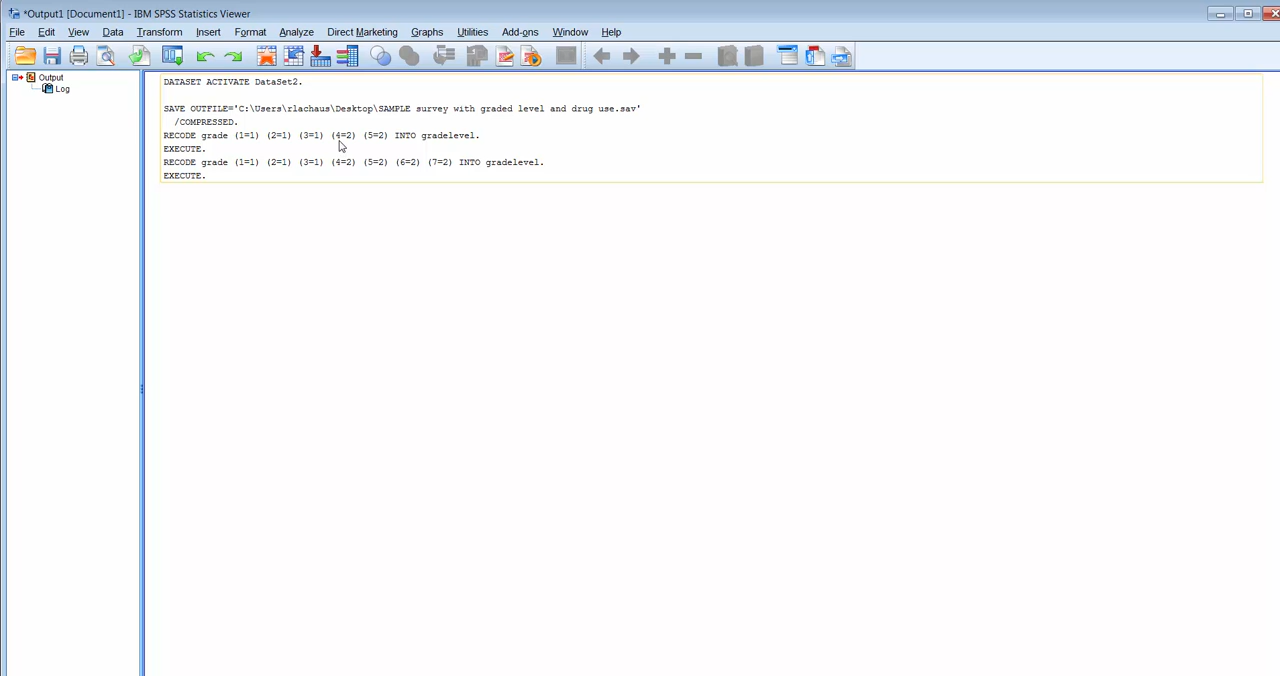 *Output1 [Document1] - IBM SPSS Statistics Viewer
File Edit View Data Transform Insert Format Analyze Direct Marketing Graphs Utilities Add-ons Window Help
Output
Log
DATASET ACTIVATE DataSet2.
SAVE OUTFILE='C:\Users\rlachaus\Desktop\SAMPLE survey with graded level and drug use.sav'
/COMPRESSED.
RECODE grade (1=1) (2=1) (3=1) (4=2) (5=2) INTO gradelevel.
EXECUTE.
RECODE grade (1=1) (2=1) (3=1) (4=2) (5=2) (6=2) (7=2) INTO gradelevel.
EXECUTE.